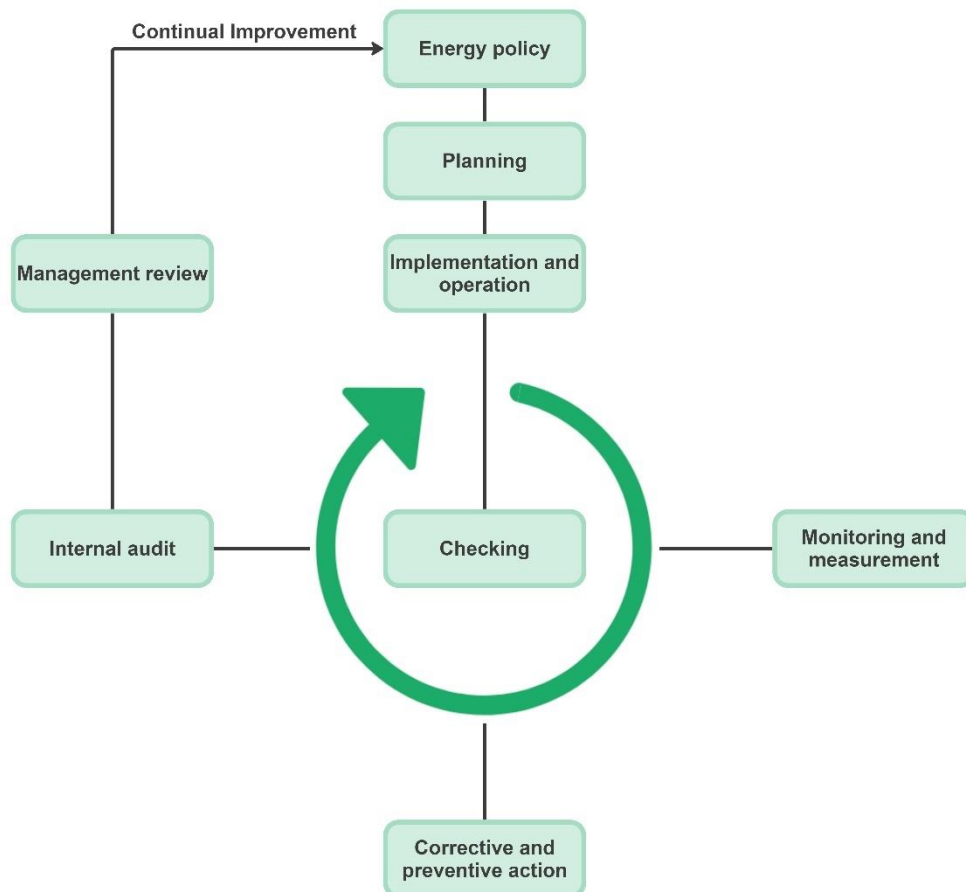 Continual Improvement
Energy policy
Planning
Management review
Implementation and
operation
Internal audit
Checking
Monitoring and
measurement
Corrective and
preventive action